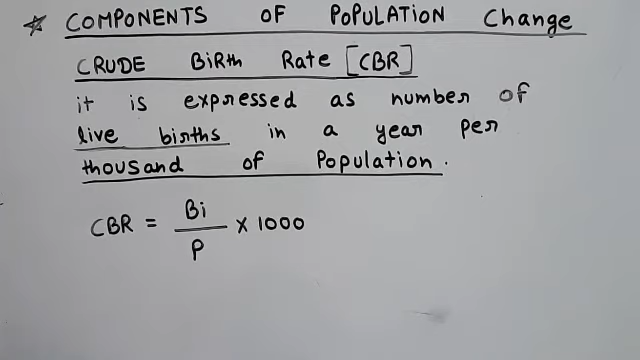 * COMPONENTS OF POPULATION Change
CRUDE BiRth Rate [CBR]
it is expressed as number of
live births in a year per
thousand of Population.
CBR = Bi / P × 1000